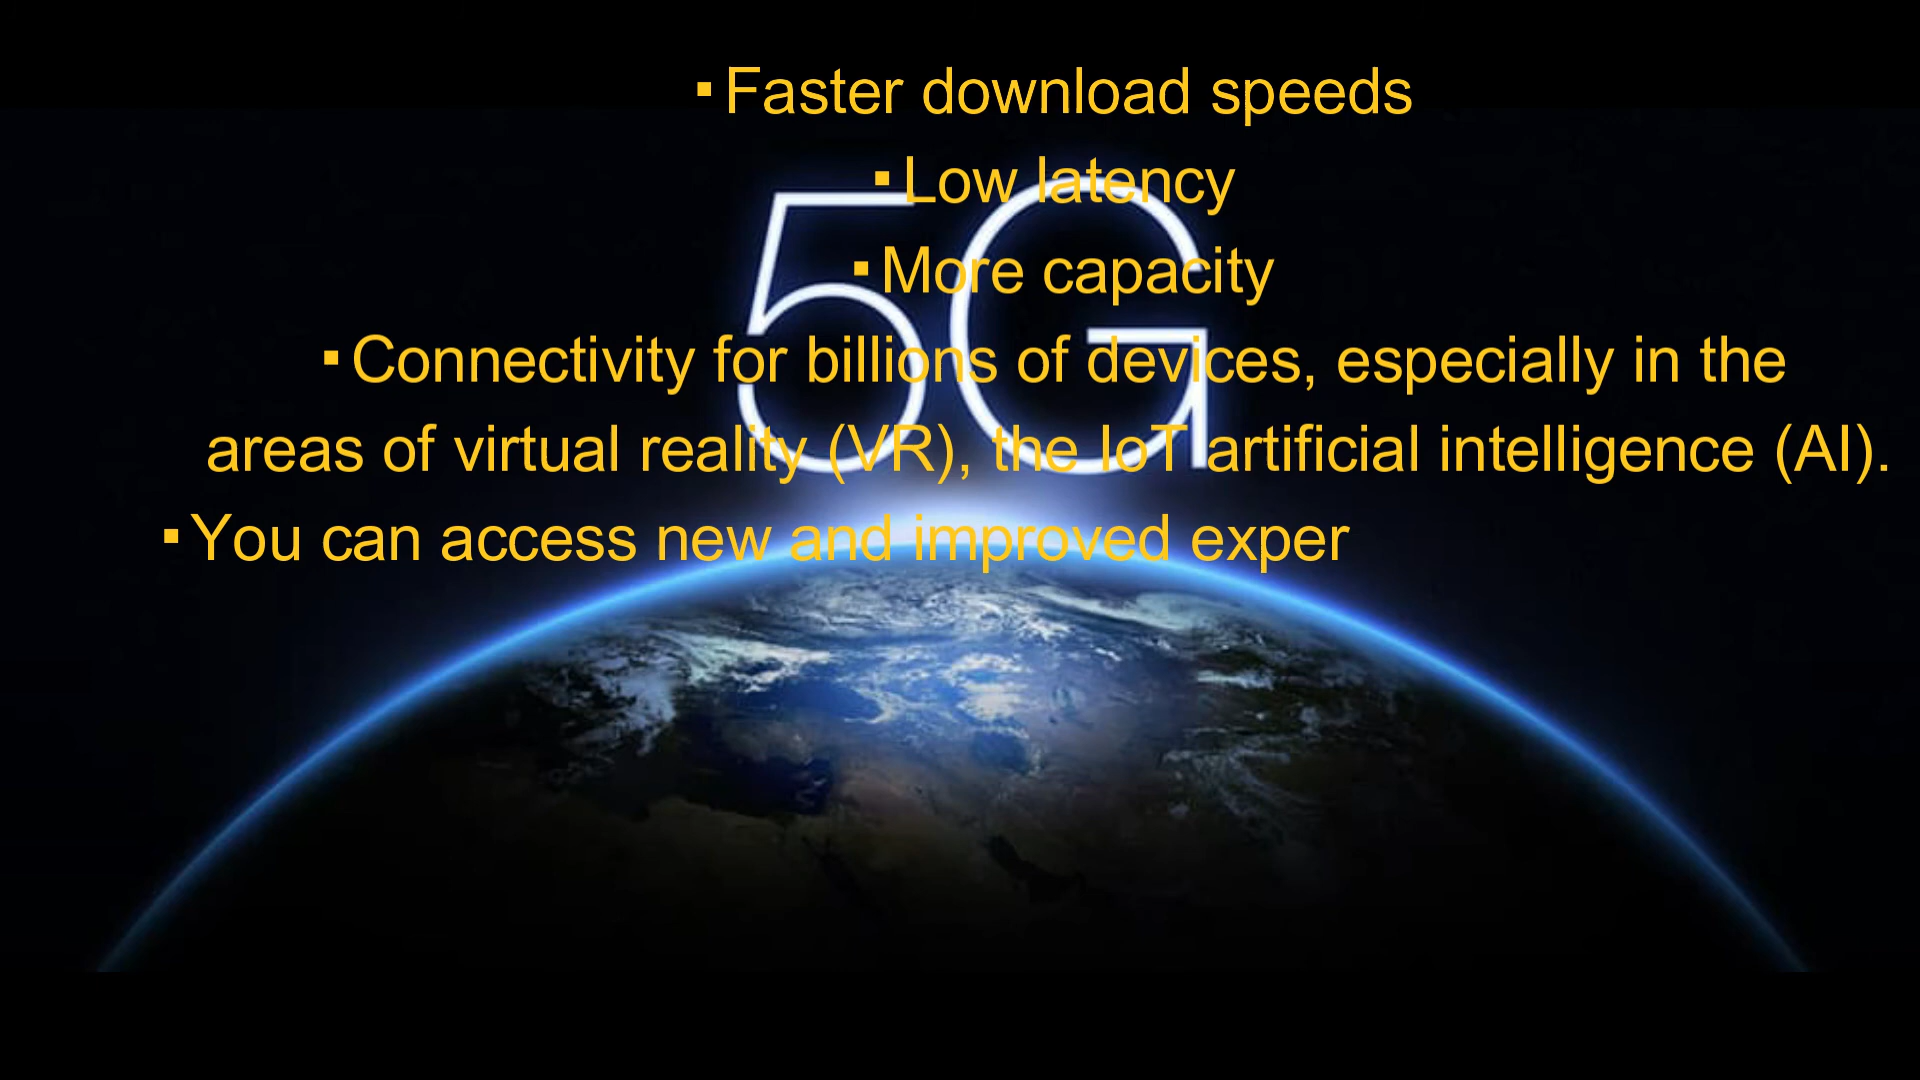 ▪Faster download speeds
▪Low latency
5G
▪More capacity
▪Connectivity for billions of devices, especially in the
areas of virtual reality (VR), the IoT artificial intelligence (AI).
▪You can access new and improved exper